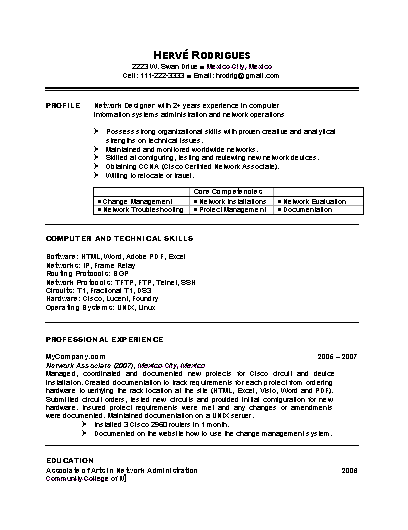 HERVÉ RODRIGUES
2223 W. Swan Drive ■ Mexico City, Mexico
Cell: 111-222-3333 ■ Email: hrodrig@gmail.com
PROFILE
Network Designer with 2+ years experience in computer
information systems administration and network operations
➢ Possess strong organizational skills with proven creative and analytical
strengths on technical issues.
➢ Maintained and monitored worldwide networks.
➢ Skilled at configuring, testing and reviewing new network devices.
➢ Obtaining CCNA (Cisco Certified Network Associate).
➢ Willing to relocate or travel.
Core Competencies
• Change Management • Network Installations • Network Evaluation
• Network Troubleshooting • Project Management • Documentation
COMPUTER AND TECHNICAL SKILLS
Software: HTML, Word, Adobe PDF, Excel
Networks: IP, Frame Relay
Routing Protocols: BGP
Network Protocols: TFTP, FTP, Telnet, SSH
Circuits: T1, Fractional T1, DS3
Hardware: Cisco, Lucent, Foundry
Operating Systems: UNIX, Linux
PROFESSIONAL EXPERIENCE
MyCompany.com 2006 – 2007
Network Associate (2007), Mexico City, Mexico
Managed, coordinated and documented new projects for Cisco circuit and device
installation. Created documentation to track requirements for each project from ordering
hardware to verifying the rack location at the site (HTML, Excel, Visio, Word and PDF).
Submitted circuit orders, tested new circuits and provided initial configuration for new
hardware. Insured project requirements were met and any changes or amendments
were documented. Maintained documentation on a UNIX server.
➢ Installed 3 Cisco 2960 routers in 1 month.
➢ Documented on the website how to use the change management system.
EDUCATION
Associate of Arts in Network Administration 2006
Community College of